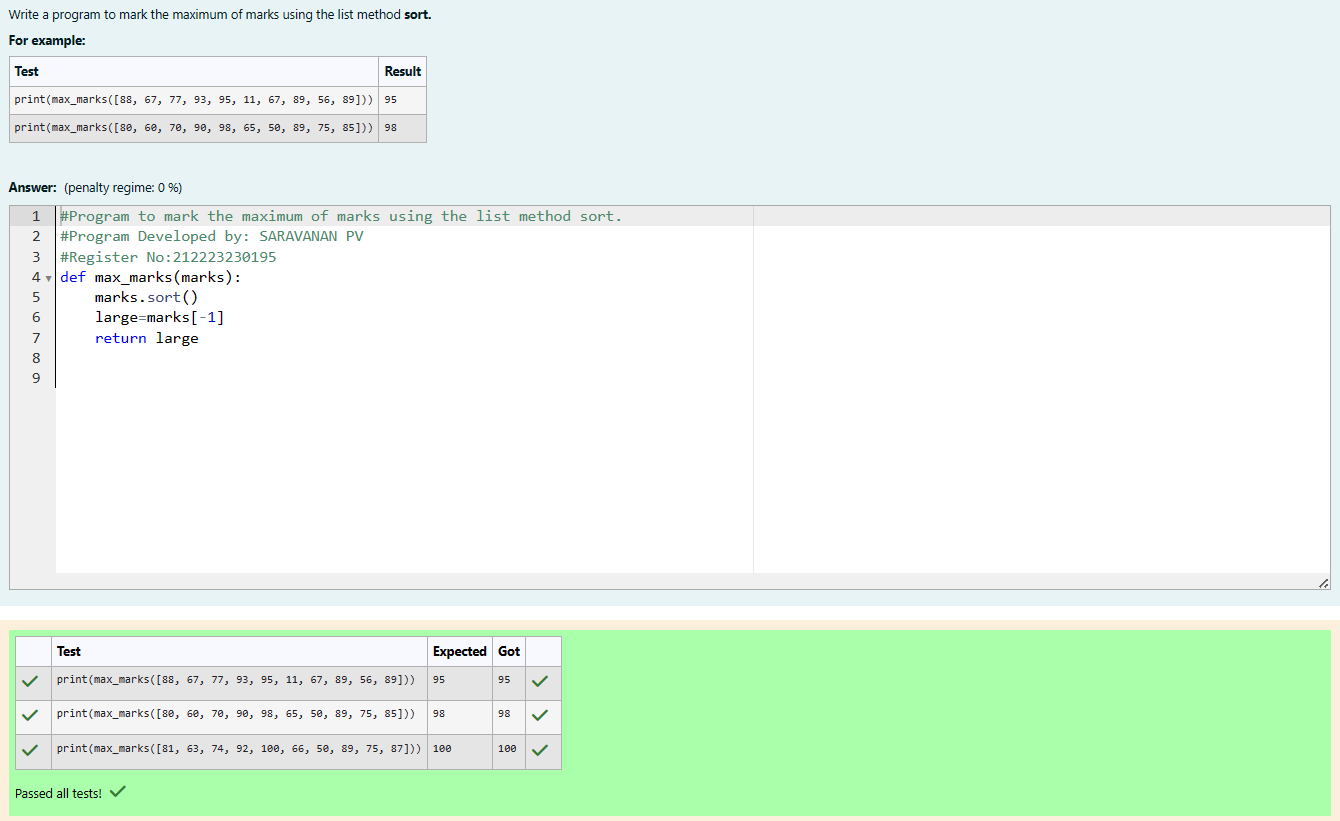 Write a program to mark the maximum of marks using the list method sort.
For example:
Test Result
print(max_marks([88, 67, 77, 93, 95, 11, 67, 89, 56, 89])) 95
print(max_marks([80, 60, 70, 90, 98, 65, 50, 89, 75, 85])) 98
Answer: (penalty regime: 0 %)
1 #Program to mark the maximum of marks using the list method sort.
2 #Program Developed by: SARAVANAN PV
3 #Register No:212223230195
4 def max_marks(marks):
5     marks.sort()
6     large=marks[-1]
7     return large
8
9
Test Expected Got
print(max_marks([88, 67, 77, 93, 95, 11, 67, 89, 56, 89])) 95 95
print(max_marks([80, 60, 70, 90, 98, 65, 50, 89, 75, 85])) 98 98
print(max_marks([81, 63, 74, 92, 100, 66, 50, 89, 75, 87])) 100 100
Passed all tests!